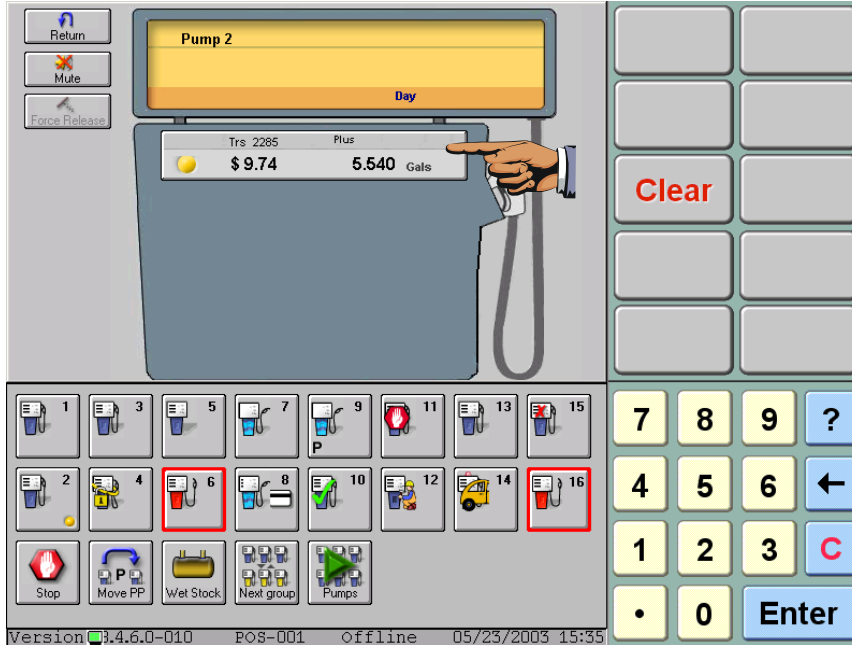 Return
Mute
Force Release
Pump 2
Day
Trs 2285 Plus
$ 9.74 5.540 Gals
Clear
1 3 5 7 9 11 13 15
P
2 4 6 8 10 12 14 16
P
Stop Move PP Wet Stock Next group Pumps
7 8 9 ?
4 5 6 ←
1 2 3 C
• 0 Enter
Version 3.4.6.0-010 POS-001 Offline 05/23/2003 15:35